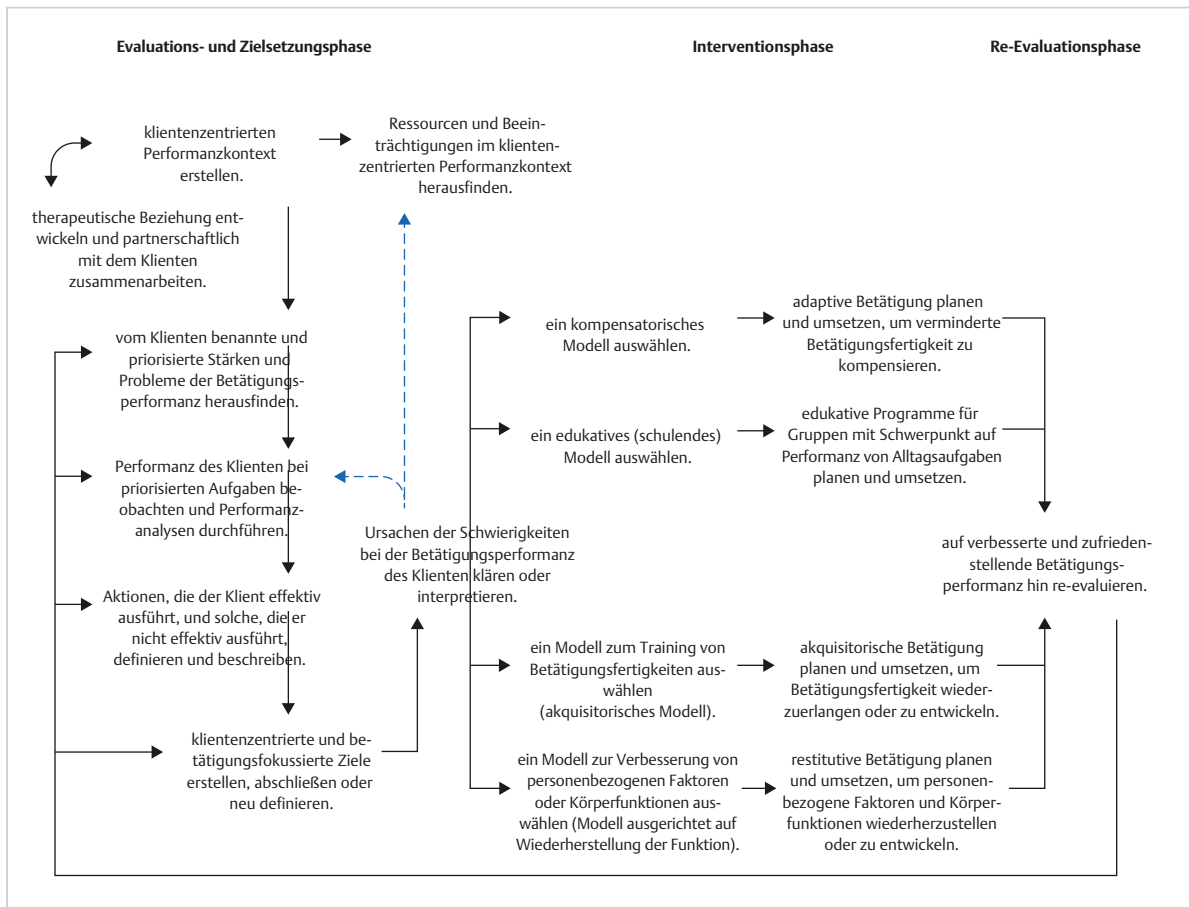 Evaluations- und Zielsetzungsphase
Interventionsphase
Re-Evaluationsphase
klientenzentrierten
Performanzkontext
erstellen.
Ressourcen und Beein-
trächtigungen im klienten-
zentrierten Performanzkontext
herausfinden.
therapeutische Beziehung ent-
wickeln und partnerschaftlich
mit dem Klienten
zusammenarbeiten.
vom Klienten benannte und
priorisierte Stärken und
Probleme der Betätigungs-
performanz herausfinden.
Performanz des Klienten bei
priorisierten Aufgaben be-
obachten und Performanz-
analysen durchführen.
Aktionen, die der Klient effektiv
ausführt, und solche, die er
nicht effektiv ausführt,
definieren und beschreiben.
klientenzentrierte und be-
tätigungsfokussierte Ziele
erstellen, abschließen oder
neu definieren.
Ursachen der Schwierigkeiten
bei der Betätigungsperformanz
des Klienten klären oder
interpretieren.
ein kompensatorisches
Modell auswählen.
adaptive Betätigung planen
und umsetzen, um verminderte
Betätigungsfertigkeit zu
kompensieren.
ein edukatives (schulendes)
Modell auswählen.
edukative Programme für
Gruppen mit Schwerpunkt auf
Performanz von Alltagsaufgaben
planen und umsetzen.
ein Modell zum Training von
Betätigungsfertigkeiten aus-
wählen
(akquisitorisches Modell).
akquisitorische Betätigung
planen und umsetzen, um
Betätigungsfertigkeit wieder-
zuerlangen oder zu entwickeln.
ein Modell zur Verbesserung von
personenbezogenen Faktoren
oder Körperfunktionen aus-
wählen (Modell ausgerichtet auf
Wiederherstellung der Funktion).
restitutive Betätigung planen
und umsetzen, um personen-
bezogene Faktoren und Körper-
funktionen wiederherzustellen
oder zu entwickeln.
auf verbesserte und zufrieden-
stellende Betätigungs-
performanz hin re-evaluieren.